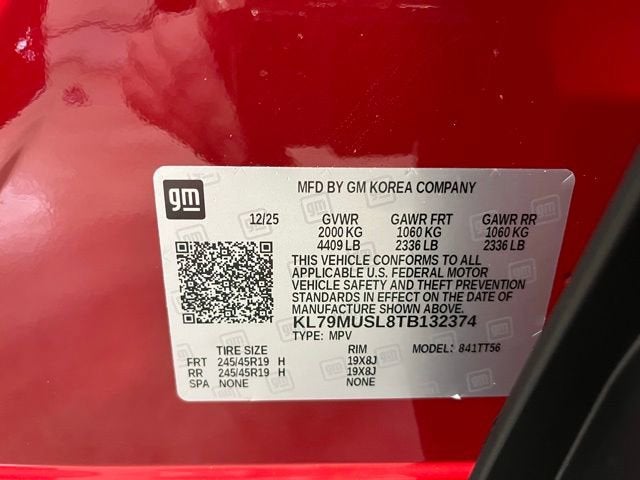 gm
MFD BY GM KOREA COMPANY
12/25 GVWR GAWR FRT GAWR RR
2000 KG 1060 KG 1060 KG
4409 LB 2336 LB 2336 LB
THIS VEHICLE CONFORMS TO ALL
APPLICABLE U.S. FEDERAL MOTOR
VEHICLE SAFETY AND THEFT PREVENTION
STANDARDS IN EFFECT ON THE DATE OF
MANUFACTURE SHOWN ABOVE.
KL79MUSL8TB132374
TYPE: MPV MODEL: 841TT56
TIRE SIZE RIM
FRT 245/45R19 H 19X8J
RR 245/45R19 H 19X8J
SPA NONE NONE